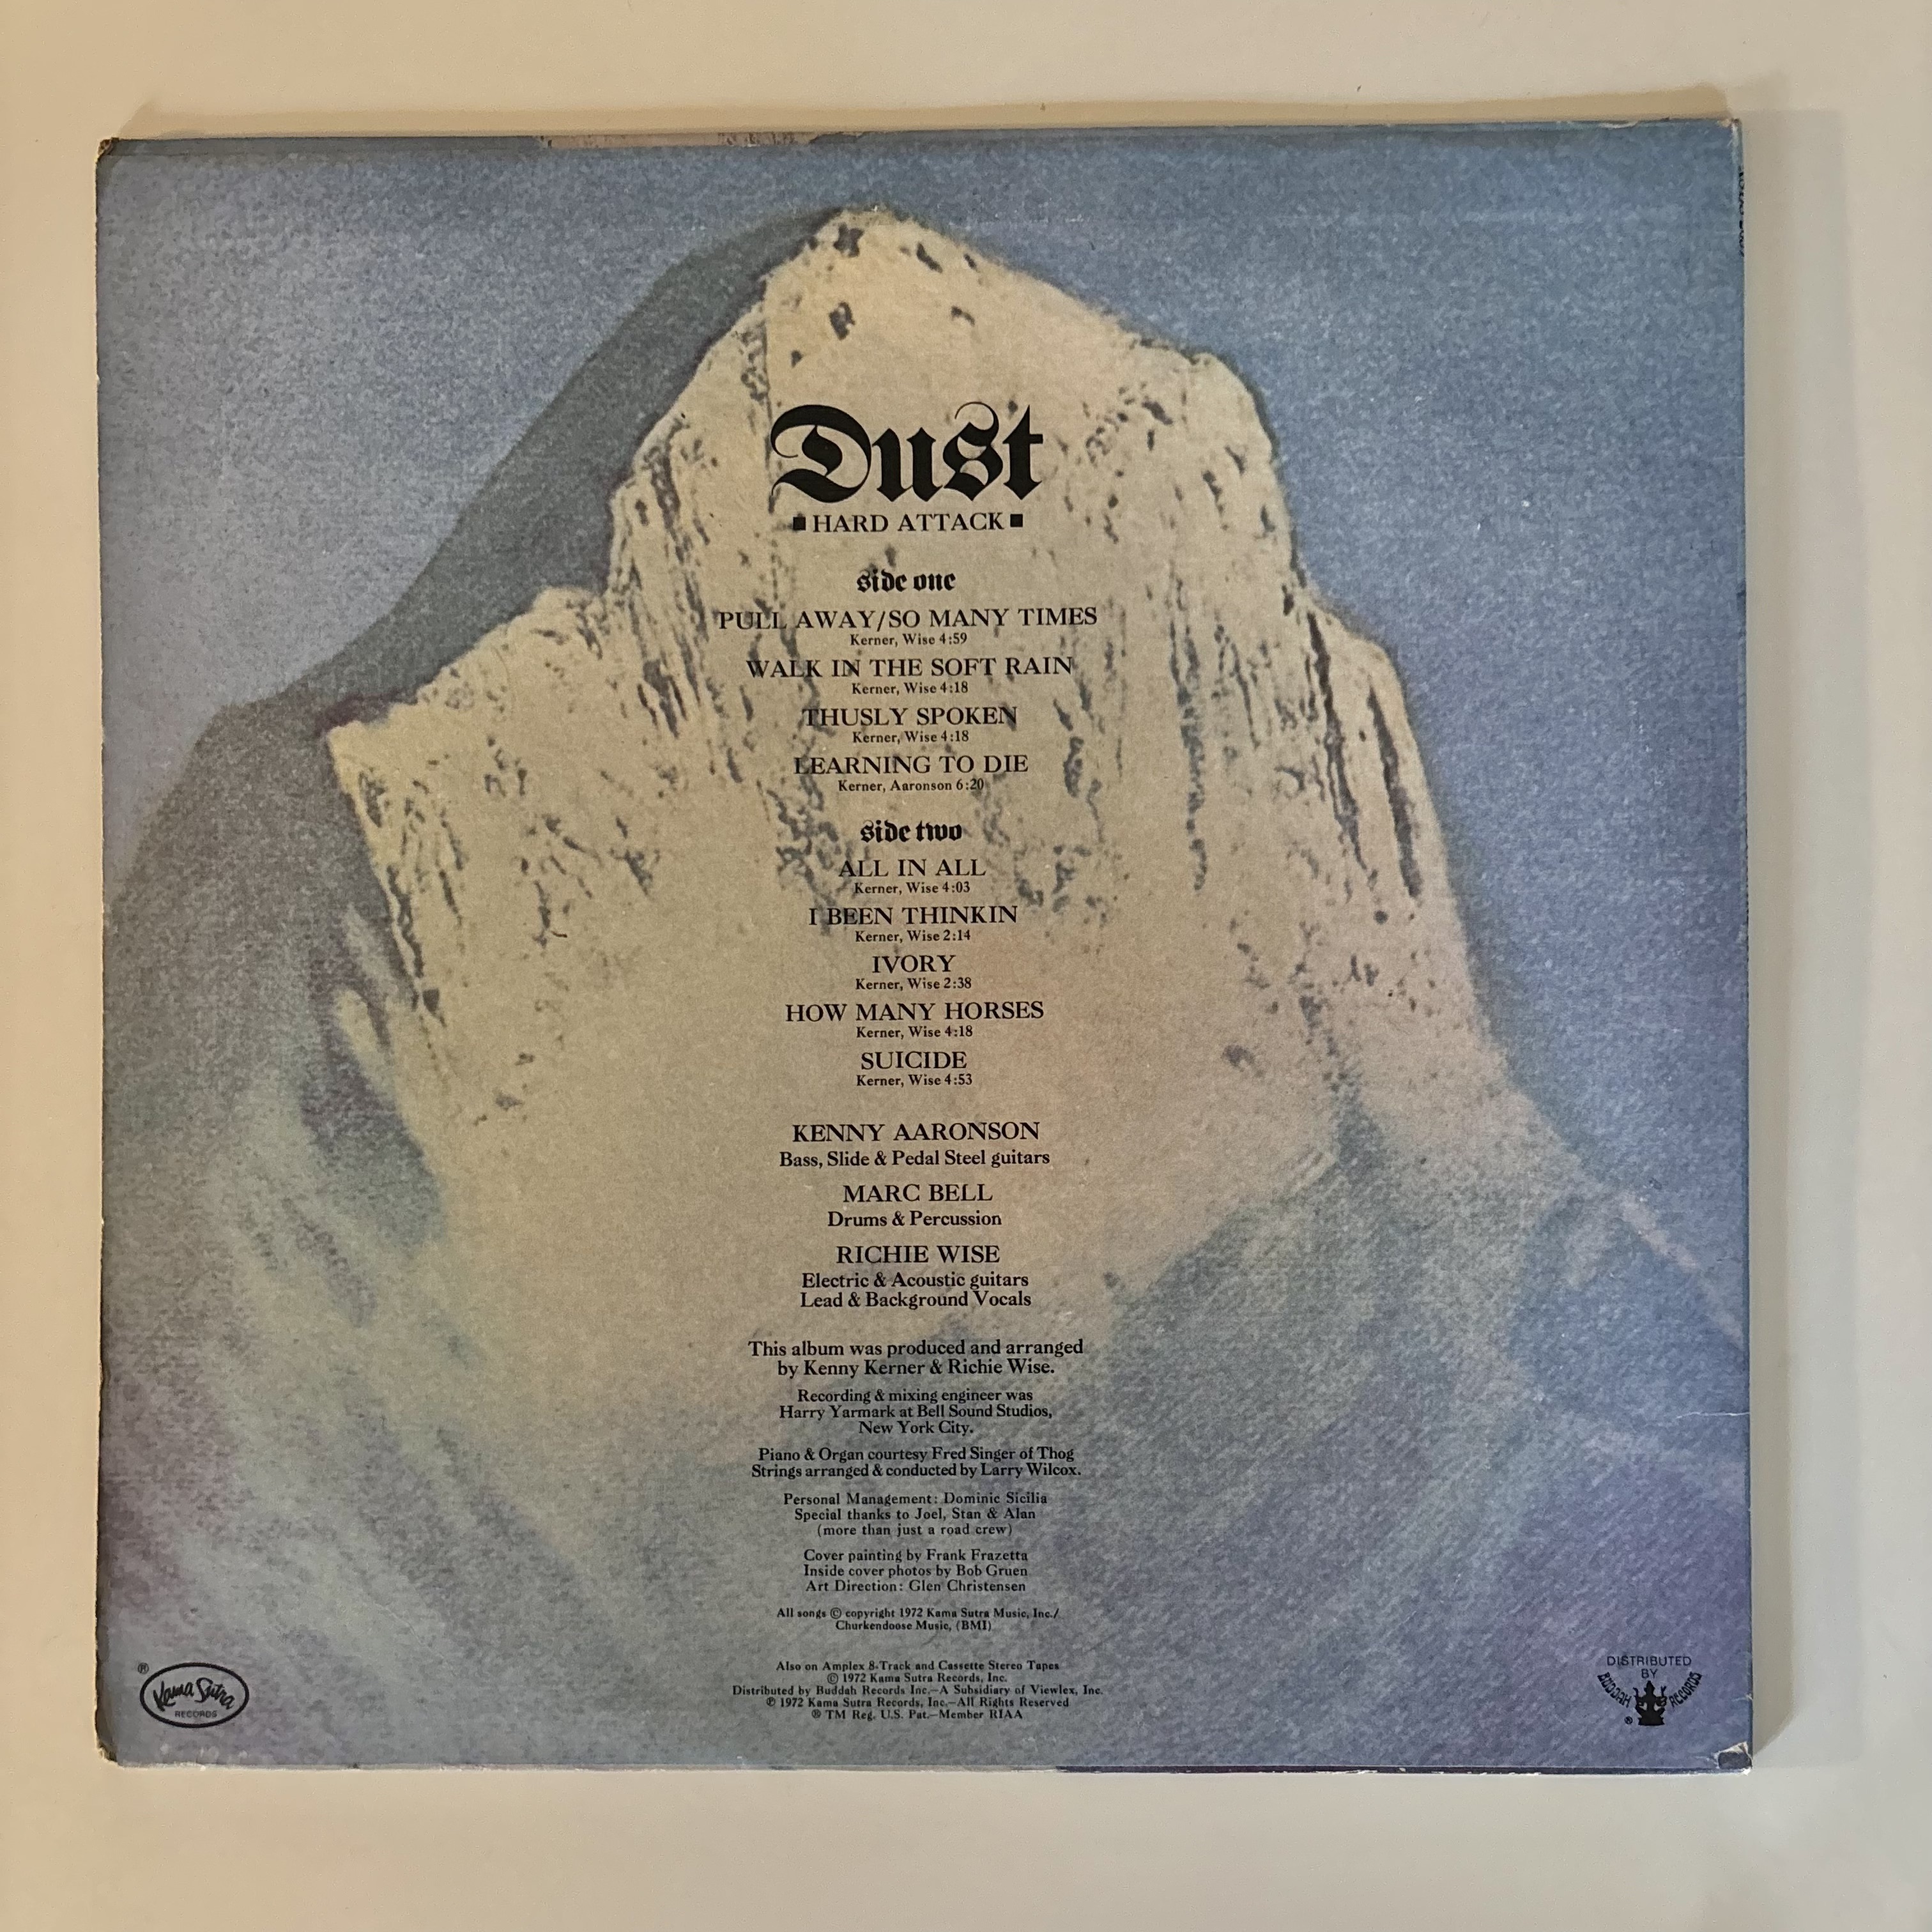 Dust
HARD ATTACK
side one
PULL AWAY/SO MANY TIMES
Kerner, Wise 4:59
WALK IN THE SOFT RAIN
Kerner, Wise 4:18
THUSLY SPOKEN
Kerner, Wise 4:18
LEARNING TO DIE
Kerner, Aaronson 6:20
side two
ALL IN ALL
Kerner, Wise 4:03
I BEEN THINKIN
Kerner, Wise 2:14
IVORY
Kerner, Wise 2:38
HOW MANY HORSES
Kerner, Wise 4:18
SUICIDE
Kerner, Wise 4:53
KENNY AARONSON
Bass, Slide & Pedal Steel guitars
MARC BELL
Drums & Percussion
RICHIE WISE
Electric & Acoustic guitars
Lead & Background Vocals
This album was produced and arranged
by Kenny Kerner & Richie Wise.
Recording & mixing engineer was
Harry Yarmark at Bell Sound Studios,
New York City.
Piano & Organ courtesy Fred Singer of Thog
Strings arranged & conducted by Larry Wilcox.
Personal Management: Dominic Sicilia
Special thanks to Joel, Stan & Alan
(more than just a road crew)
Cover painting by Frank Frazetta
Inside cover photos by Bob Gruen
Art Direction: Glen Christensen
All songs © copyright 1972 Kama Sutra Music, Inc./
Churkendoose Music, (BMI)
Also on Amplex 8-Track and Cassette Stereo Tapes
© 1972 Kama Sutra Records, Inc.
Distributed by Buddah Records Inc.—A Subsidiary of Viewlex, Inc.
℗ 1972 Kama Sutra Records, Inc.—All Rights Reserved
® TM Reg. U.S. Pat.—Member RIAA
®
Kama Sutra
RECORDS
DISTRIBUTED
BY
BUDDAH RECORDS
®